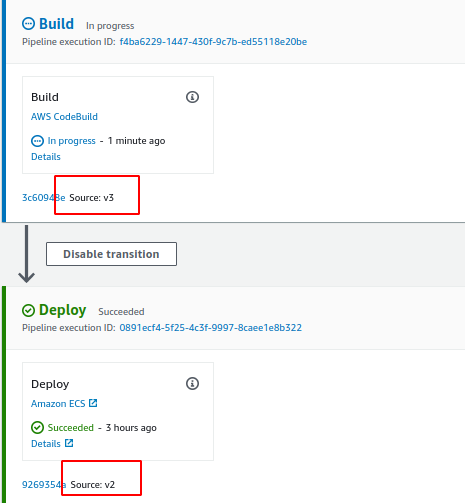 Build In progress
Pipeline execution ID: f4ba6229-1447-430f-9c7b-ed55118e20be
Build
AWS CodeBuild
In progress - 1 minute ago
Details
3c60948e Source: v3
Disable transition
Deploy Succeeded
Pipeline execution ID: 0891ecf4-5f25-4c3f-9997-8caee1e8b322
Deploy
Amazon ECS
Succeeded - 3 hours ago
Details
9269354a Source: v2